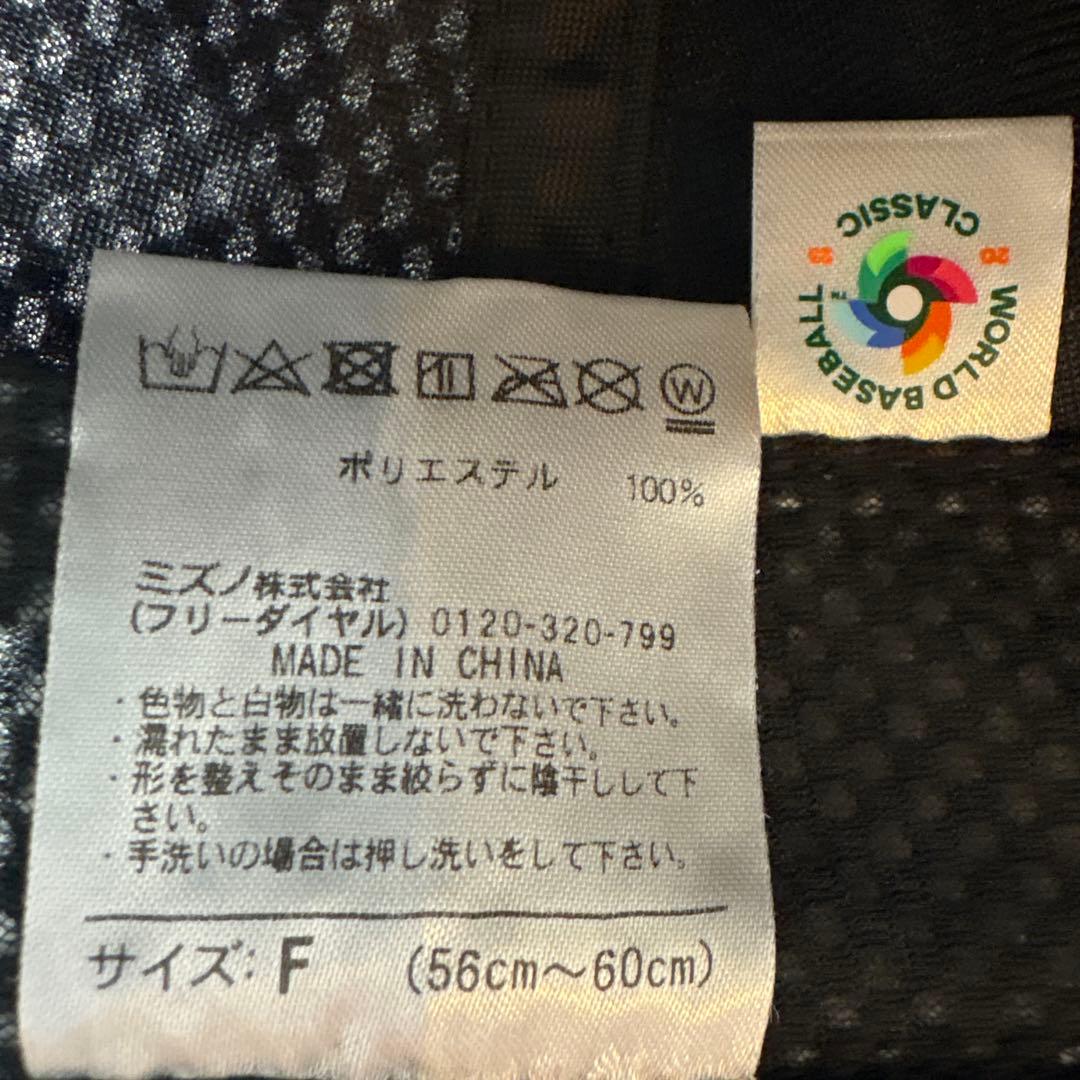 WORLD BASEBALL
CLASSIC
20 23
W
ポリエステル 100%
ミズノ株式会社
(フリーダイヤル) 0120-320-799
MADE IN CHINA
・色物と白物は一緒に洗わないで下さい。
・濡れたまま放置しないで下さい。
・形を整えそのまま絞らずに陰干しして下
さい。
・手洗いの場合は押し洗いをして下さい。
サイズ: F (56cm～60cm)